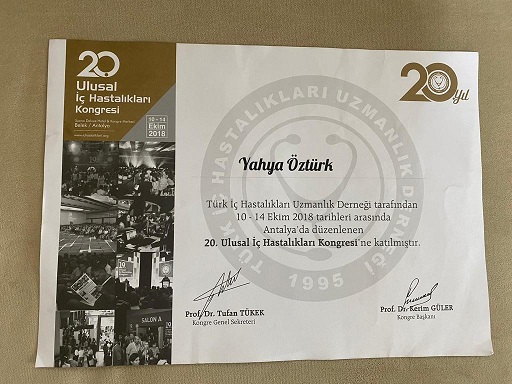 20.
Ulusal
İç Hastalıkları
Kongresi
10 - 14
Ekim
2018
Belek / Antalya
20
Yıl
TÜRK İÇ HASTALIKLARI UZMANLIK DERNEĞİ
1995
Yahya Öztürk
Türk İç Hastalıkları Uzmanlık Derneği tarafından
10 - 14 Ekim 2018 tarihleri arasında
Antalya'da düzenlenen
20. Ulusal İç Hastalıkları Kongresi'ne katılmıştır.
Prof. Dr. Tufan TÜKEK
Kongre Genel Sekreteri
Prof. Dr. Kerim GÜLER
Kongre Başkanı
SALON A